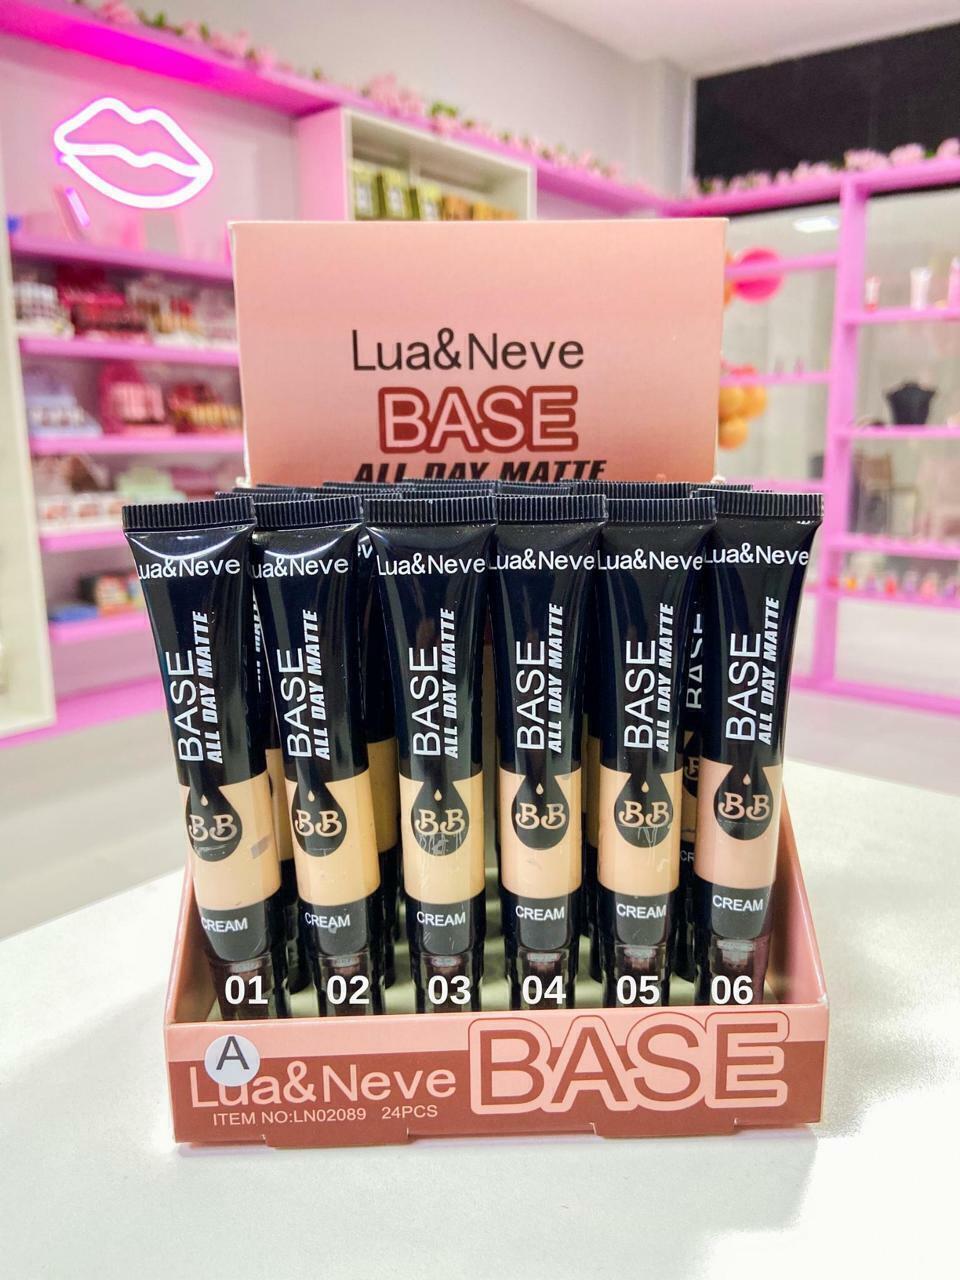 Lua&Neve
BASE
ALL DAY MATTE
Lua&Neve
Lua&Neve
Lua&Neve
Lua&Neve
Lua&Neve
Lua&Neve
BASE
ALL DAY MATTE
BASE
ALL DAY MATTE
BASE
ALL DAY MATTE
BASE
ALL DAY MATTE
BASE
ALL DAY MATTE
BASE
ALL DAY MATTE
BB
BB
BB
BB
BB
BB
CREAM
CREAM
CREAM
CREAM
CREAM
CREAM
01 02 03 04 05 06
A
Lua&Neve BASE
ITEM NO:LN02089 24PCS